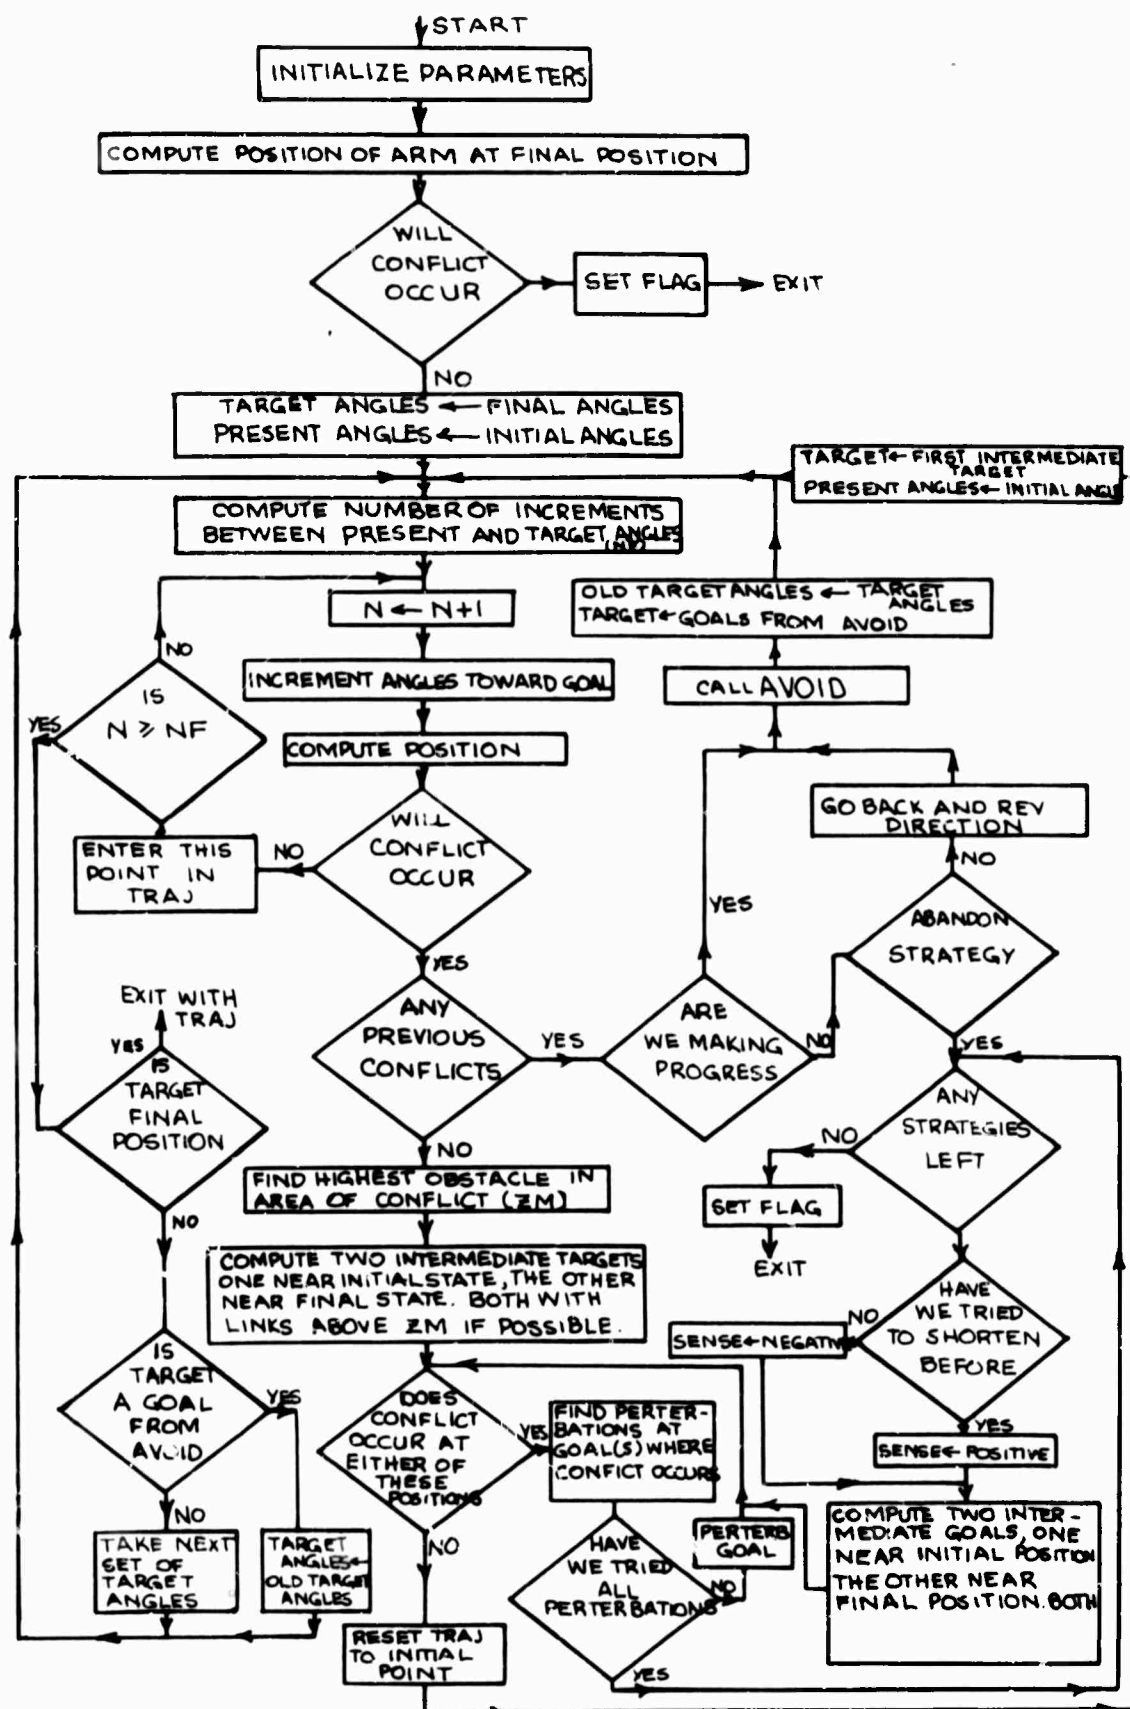 START
INITIALIZE PARAMETERS
COMPUTE POSITION OF ARM AT FINAL POSITION
WILL
CONFLICT
OCCUR
SET FLAG
EXIT
NO
TARGET ANGLES ← FINAL ANGLES
PRESENT ANGLES ← INITIAL ANGLES
TARGET ← FIRST INTERMEDIATE
TARGET
PRESENT ANGLES ← INITIAL ANGLE
COMPUTE NUMBER OF INCREMENTS
BETWEEN PRESENT AND TARGET ANGLES
N ← N+1
OLD TARGET ANGLES ← TARGET
ANGLES
TARGET ← GOALS FROM AVOID
NO
INCREMENT ANGLES TOWARD GOAL
CALL AVOID
IS
N ≥ NF
YES
COMPUTE POSITION
GO BACK AND REV
DIRECTION
WILL
CONFLICT
OCCUR
NO
ENTER THIS
POINT IN
TRAJ
NO
YES
ABANDON
STRATEGY
YES
YES
EXIT WITH
TRAJ
ANY
PREVIOUS
CONFLICTS
YES
ARE
WE MAKING
PROGRESS
NO
YES
IS
TARGET
FINAL
POSITION
ANY
STRATEGIES
LEFT
NO
NO
FIND HIGHEST OBSTACLE IN
AREA OF CONFLICT (ZM)
SET FLAG
EXIT
NO
COMPUTE TWO INTERMEDIATE TARGETS
ONE NEAR INITIAL STATE, THE OTHER
NEAR FINAL STATE. BOTH WITH
LINKS ABOVE ZM IF POSSIBLE.
HAVE
WE TRIED
TO SHORTEN
BEFORE
NO
SENSE ← NEGATIV
IS
TARGET
A GOAL
FROM
AVOID
YES
DOES
CONFLICT
OCCUR AT
EITHER OF
THESE
POSITIONS
YES
FIND PERTER-
BATIONS AT
GOAL(S) WHERE
CONFICT OCCURS
YES
SENSE ← POSITIVE
NO
TAKE NEXT
SET OF
TARGET
ANGLES
TARGET
ANGLES ←
OLD TARGET
ANGLES
NO
HAVE
WE TRIED
ALL
PERTERBATIONS
NO
PERTERB
GOAL
COMPUTE TWO INTER-
MEDIATE GOALS, ONE
NEAR INITIAL POSITION
THE OTHER NEAR
FINAL POSITION. BOTH
RESET TRAJ
TO INITIAL
POINT
YES